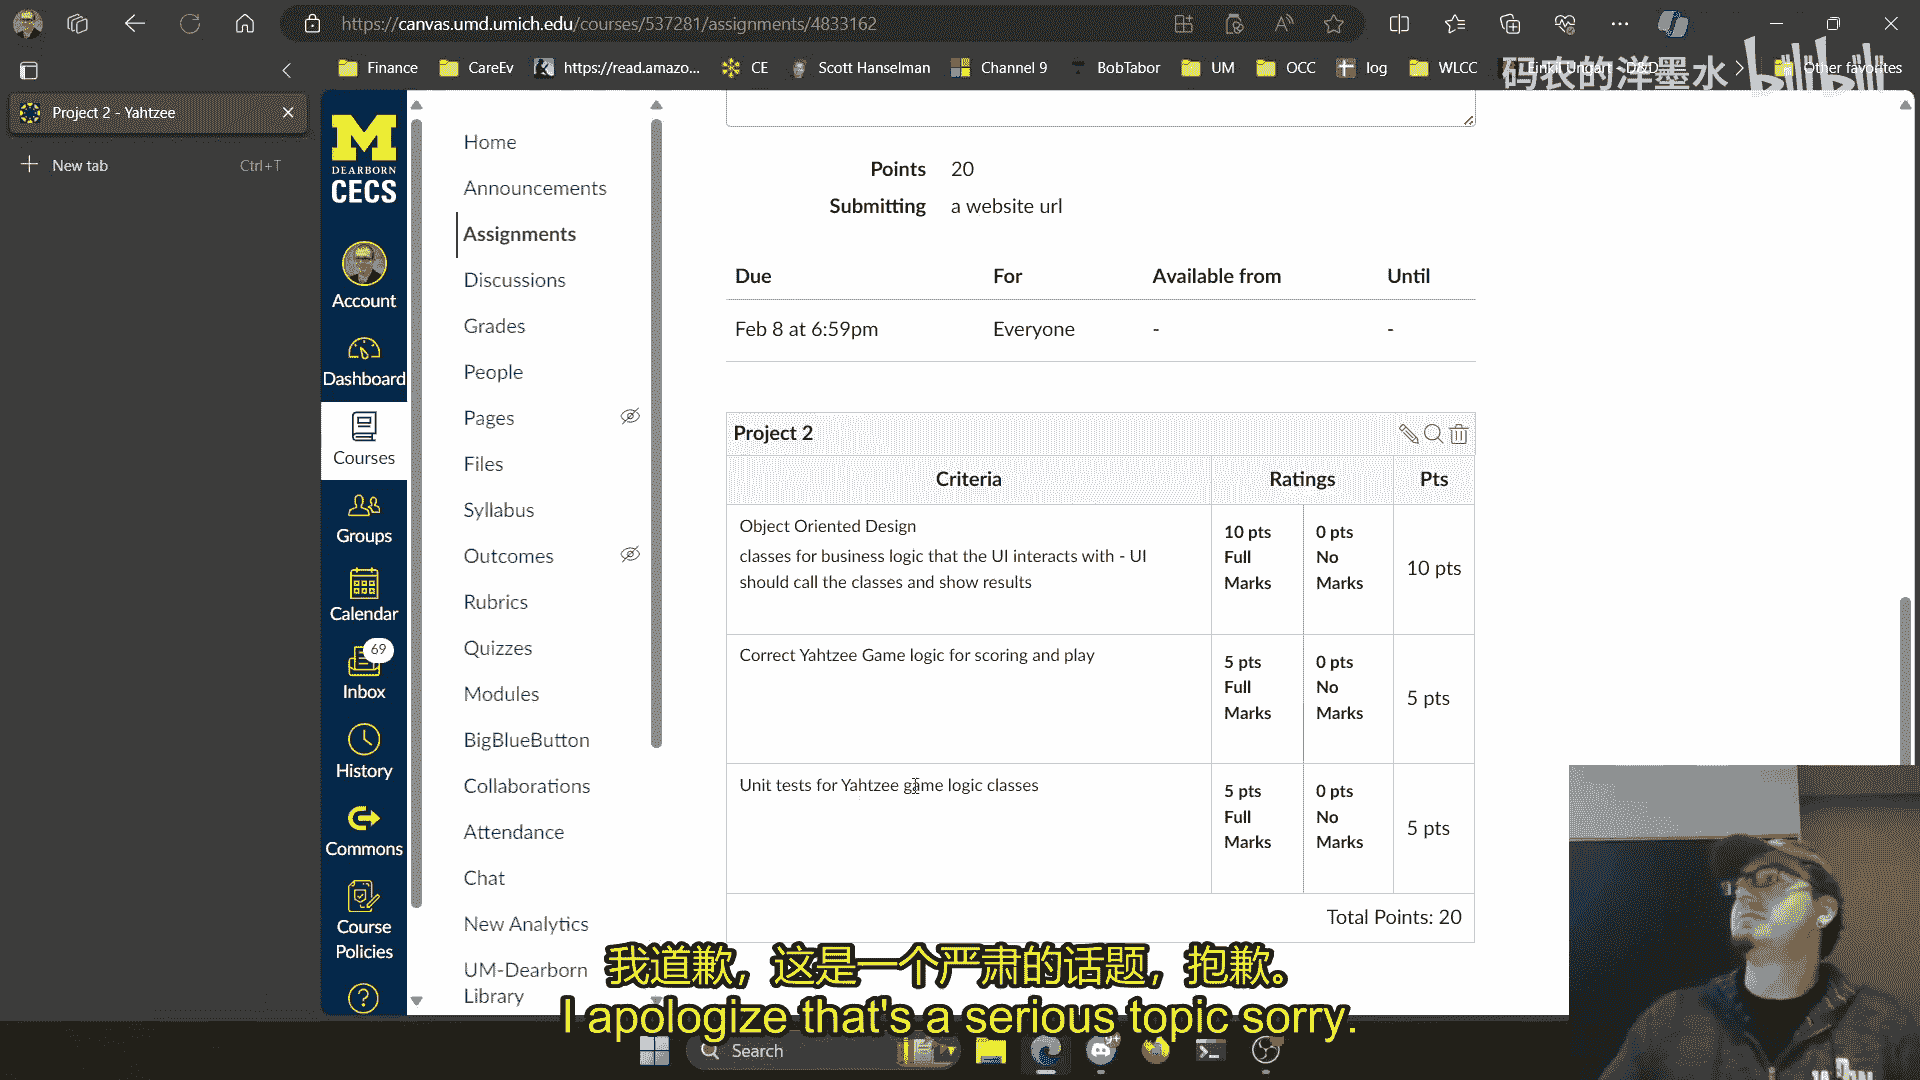 https://canvas.umd.umich.edu/courses/537281/assignments/4833162
Finance
CareEv
https://read.amazo...
CE
Scott Hanselman
Channel 9
BobTabor
UM
OCC
log
WLCC
Other favorites
码农的洋墨水
bilibili
Project 2 - Yahtzee
New tab
Ctrl+T
M
DEARBORN
CECS
Account
Dashboard
Courses
Groups
Calendar
69
Inbox
History
Commons
Course
Policies
Home
Announcements
Assignments
Discussions
Grades
People
Pages
Files
Syllabus
Outcomes
Rubrics
Quizzes
Modules
BigBlueButton
Collaborations
Attendance
Chat
New Analytics
UM-Dearborn
Library
Points 20
Submitting a website url
Due For Available from Until
Feb 8 at 6:59pm Everyone - -
Project 2
Criteria Ratings Pts
Object Oriented Design
classes for business logic that the UI interacts with - UI
should call the classes and show results
10 pts
Full
Marks
0 pts
No
Marks
10 pts
Correct Yahtzee Game logic for scoring and play
5 pts
Full
Marks
0 pts
No
Marks
5 pts
Unit tests for Yahtzee game logic classes
5 pts
Full
Marks
0 pts
No
Marks
5 pts
Total Points: 20
我道歉，这是一个严肃的话题，抱歉。
I apologize that's a serious topic sorry.
Search